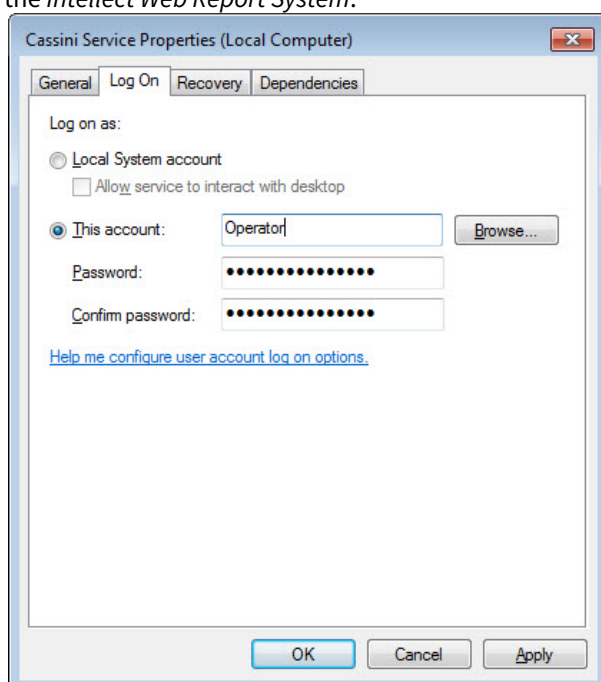 the Intellect Web Report System.
Cassini Service Properties (Local Computer)
General Log On Recovery Dependencies
Log on as:
Local System account
Allow service to interact with desktop
This account: Operator Browse...
Password: •••••••••••••••
Confirm password: •••••••••••••••
Help me configure user account log on options.
OK Cancel Apply